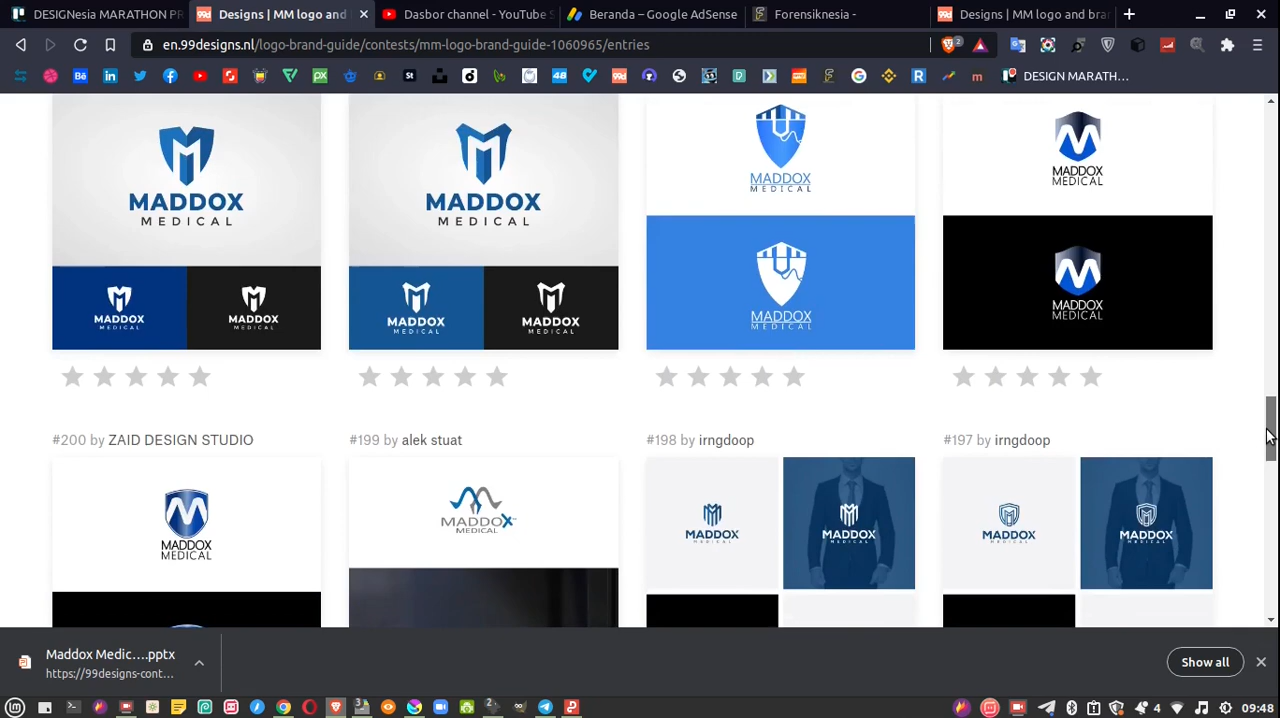 DESIGNesia MARATHON PR
Designs | MM logo and
Dasbor channel - YouTube S
Beranda – Google AdSense
Forensiknesia -
Designs | MM logo and bran
en.99designs.nl/logo-brand-guide/contests/mm-logo-brand-guide-1060965/entries
2
DESIGN MARATH...
MADDOX
MEDICAL
MADDOX
MEDICAL
MADDOX
MEDICAL
MADDOX
MEDICAL
MADDOX
MEDICAL
MADDOX
MEDICAL
MADDOX
MEDICAL
MADDOX
MEDICAL
MADDOX
MEDICAL
MADDOX
MEDICAL
#200 by ZAID DESIGN STUDIO
#199 by alek stuat
#198 by irngdoop
#197 by irngdoop
MADDOX
MEDICAL
MADDOX
MEDICAL
MADDOX
MADDOX
MADDOX
MADDOX
Maddox Medic....pptx
https://99designs-cont...
Show all
4
09:48